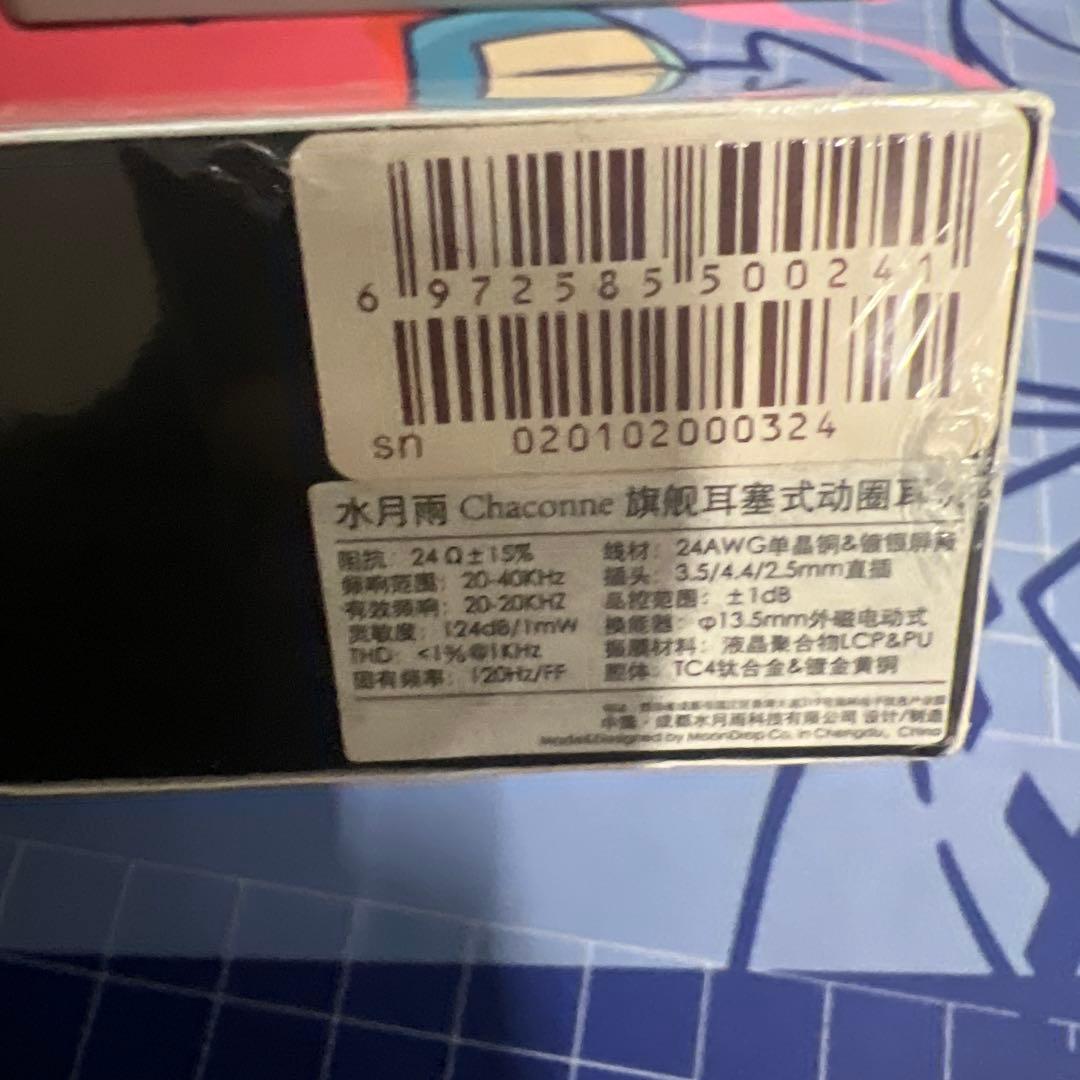 6 972585 500241
sn 020102000324
水月雨 Chaconne 旗舰耳塞式动圈耳
阻抗: 24Ω±15%
频响范围: 20-40KHz
有效频响: 20-20KHZ
灵敏度: 124dB/1mW
THD: <1%@1KHz
固有频率: 120Hz/FF
线材: 24AWG单晶铜&镀银屏蔽
插头: 3.5/4.4/2.5mm直插
品控范围: ±1dB
换能器: φ13.5mm外磁电动式
振膜材料: 液晶聚合物LCP&PU
腔体: TC4钛合金&镀金黄铜
中国·成都水月雨科技有限公司 设计/制造
Made&Designed by MoonDrop Co. in Chengdu, China